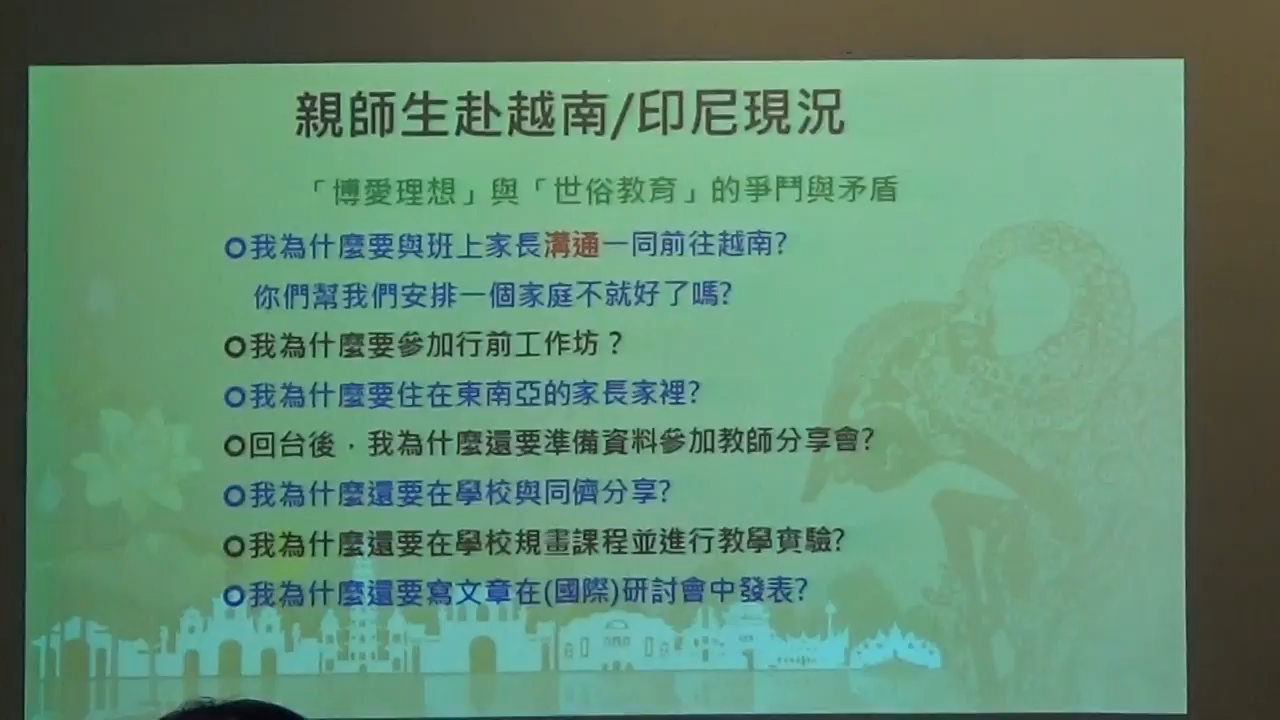 親師生赴越南/印尼現況
「博愛理想」與「世俗教育」的爭鬥與矛盾
我為什麼要與班上家長溝通一同前往越南?
你們幫我們安排一個家庭不就好了嗎?
我為什麼要參加行前工作坊？
我為什麼要住在東南亞的家長家裡?
回台後，我為什麼還要準備資料參加教師分享會?
我為什麼還要在學校與同儕分享?
我為什麼還要在學校規畫課程並進行教學實驗?
我為什麼還要寫文章在(國際)研討會中發表?